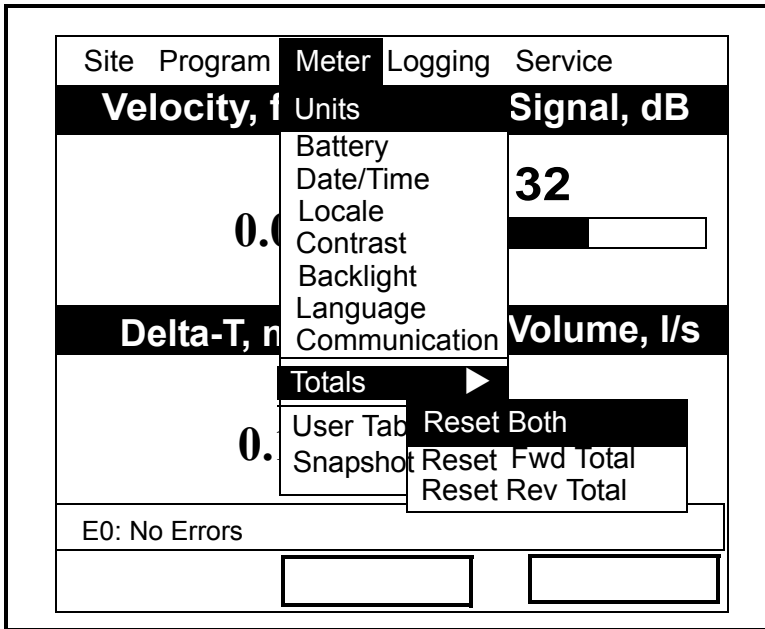 Site Program Meter Logging Service
Velocity, f Units Signal, dB
Battery
Date/Time
32
Locale
0.0 Contrast
Backlight
Language
Delta-T, Communication Volume, l/s
Totals
User Tab Reset Both
0. Snapshot Reset Fwd Total
Reset Rev Total
E0: No Errors